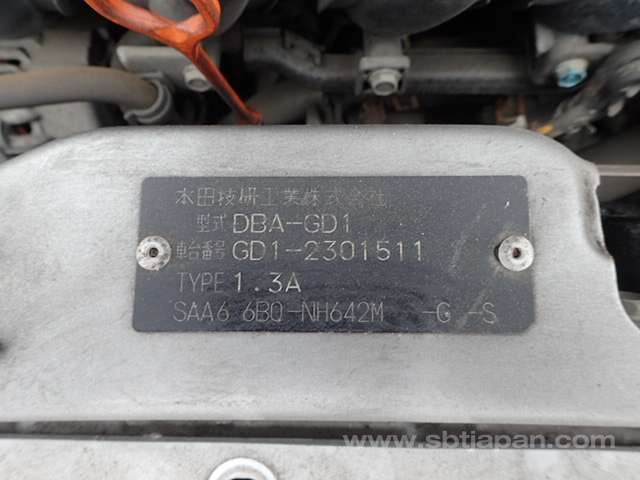 本田技研工業株式会社
型式 DBA-GD1
車台番号 GD1-2301511
TYPE 1.3A
SAA6 6BQ-NH642M -G -S
www.sbtjapan.com